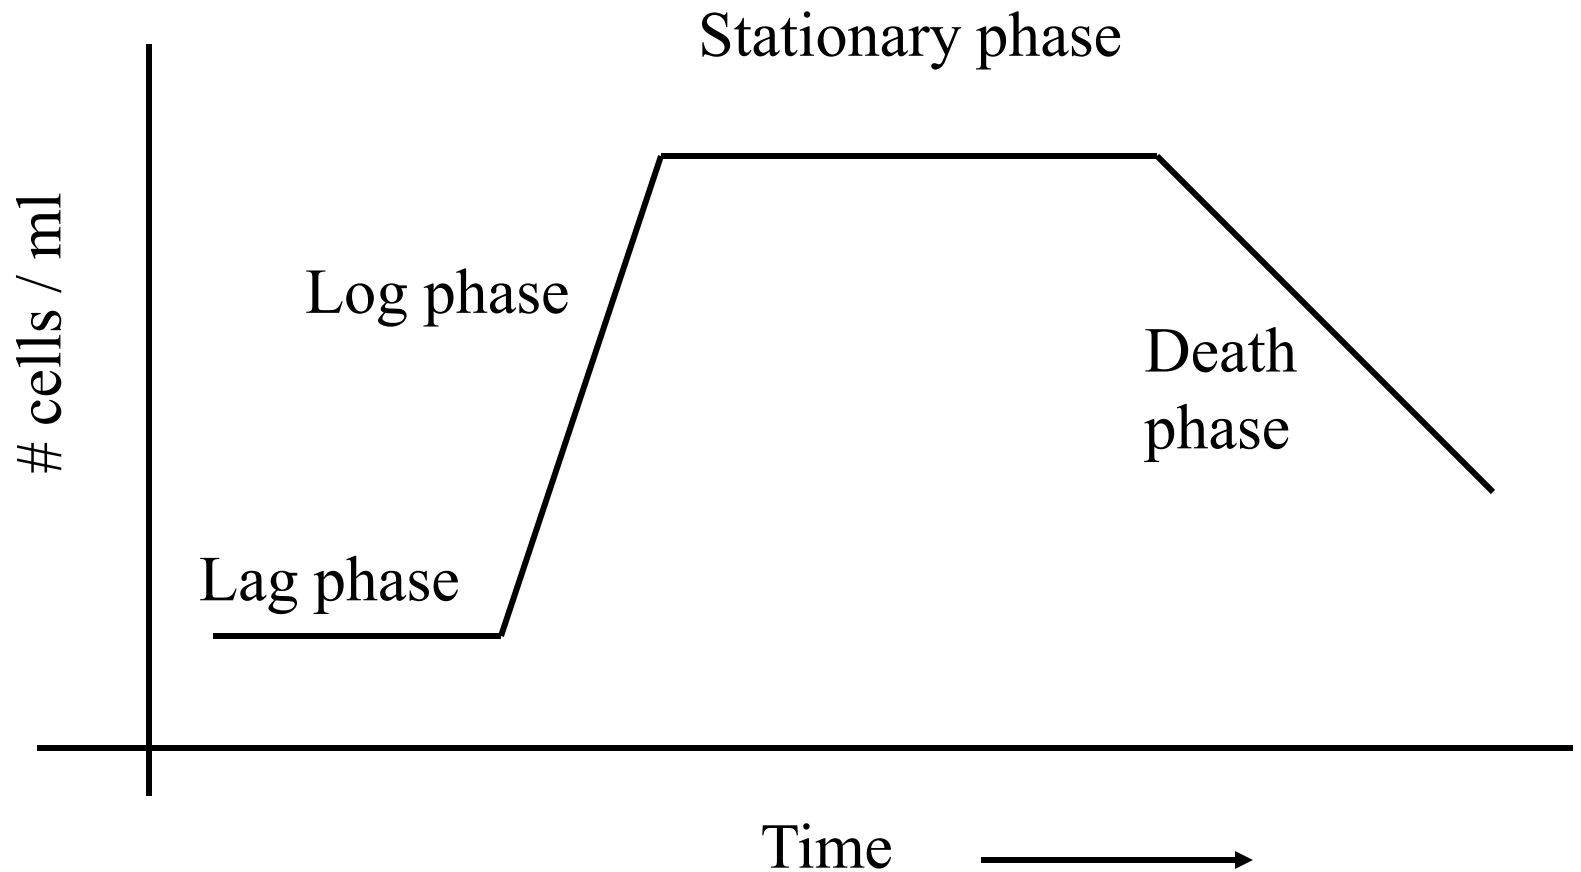 Stationary phase
# cells / ml
Log phase
Death
phase
Lag phase
Time